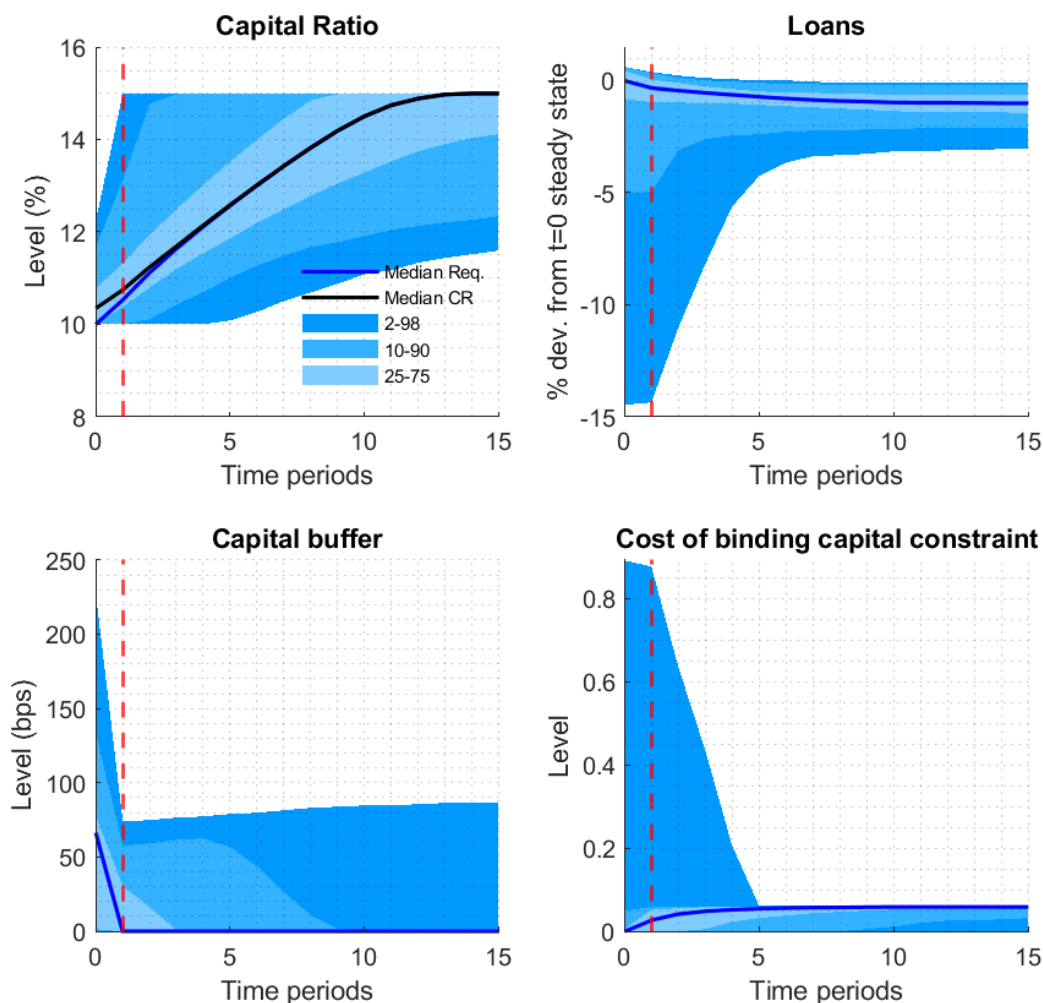 Capital Ratio
Level (%)
16
14
12
10
8
0 5 10 15
Time periods
Median Req.
Median CR
2-98
10-90
25-75
Loans
% dev. from t=0 steady state
0
-5
-10
-15
0 5 10 15
Time periods
Capital buffer
Level (bps)
250
200
150
100
50
0
0 5 10 15
Time periods
Cost of binding capital constraint
Level
0.8
0.6
0.4
0.2
0
0 5 10 15
Time periods